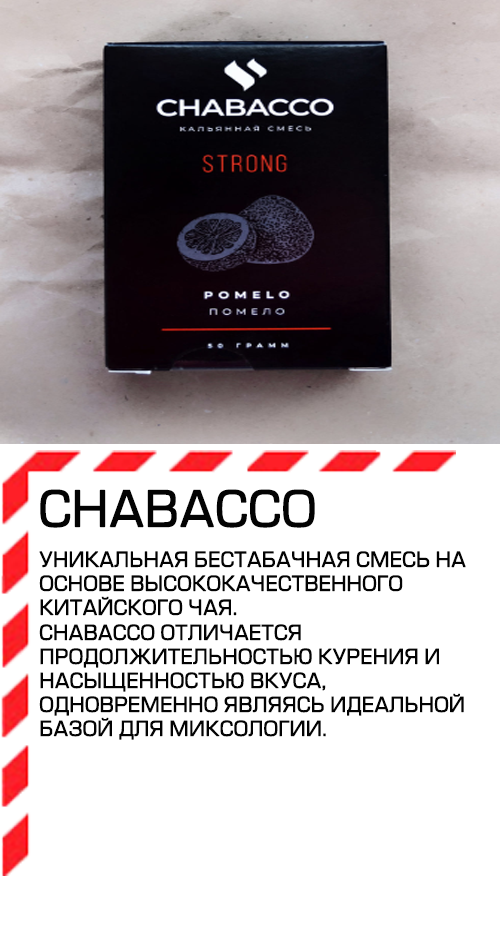 CHABACCO
КАЛЬЯННАЯ СМЕСЬ
STRONG
POMELO
ПОМЕЛО
50 ГРАММ
CHABACCO
УНИКАЛЬНАЯ БЕСТАБАЧНАЯ СМЕСЬ НА
ОСНОВЕ ВЫСОКОКАЧЕСТВЕННОГО
КИТАЙСКОГО ЧАЯ.
CHABACCO ОТЛИЧАЕТСЯ
ПРОДОЛЖИТЕЛЬНОСТЬЮ КУРЕНИЯ И
НАСЫЩЕННОСТЬЮ ВКУСА,
ОДНОВРЕМЕННО ЯВЛЯЯСЬ ИДЕАЛЬНОЙ
БАЗОЙ ДЛЯ МИКСОЛОГИИ.